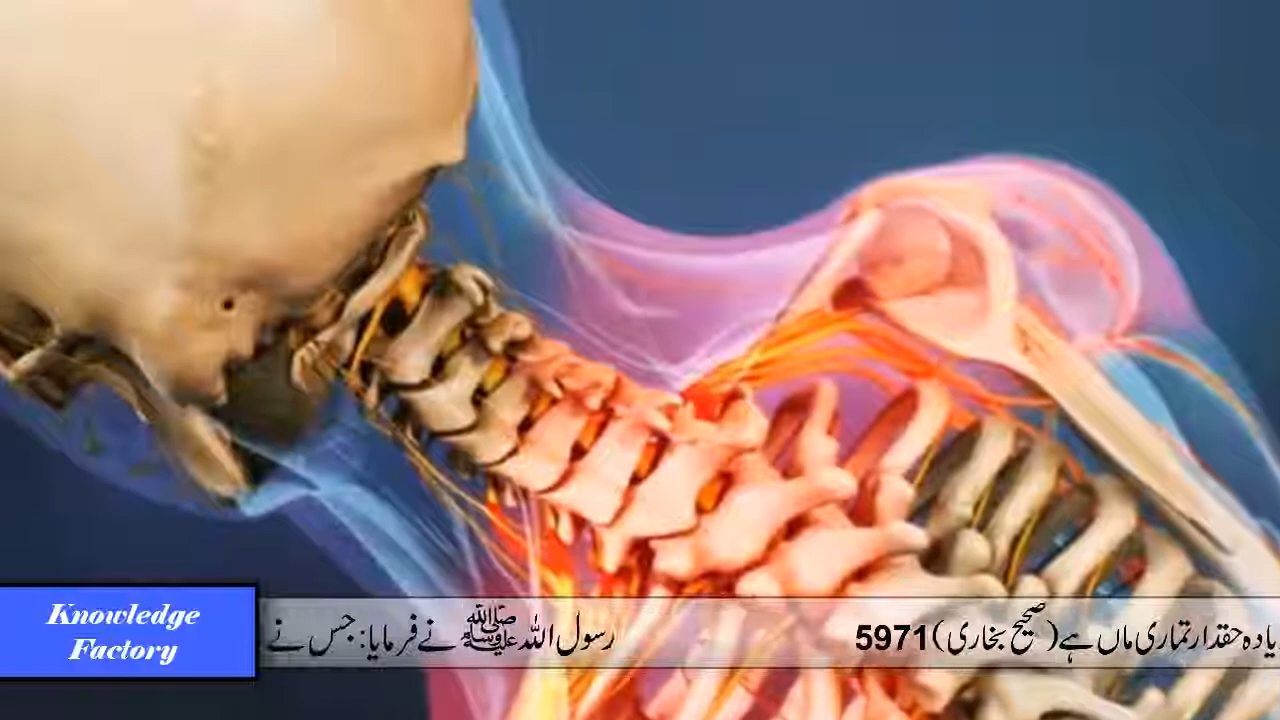 Knowledge
Factory
یادہ حقدار تمہاری ماں ہے (صحیح بخاری) 5971 رسول اللہ ﷺ نے فرمایا: جس نے